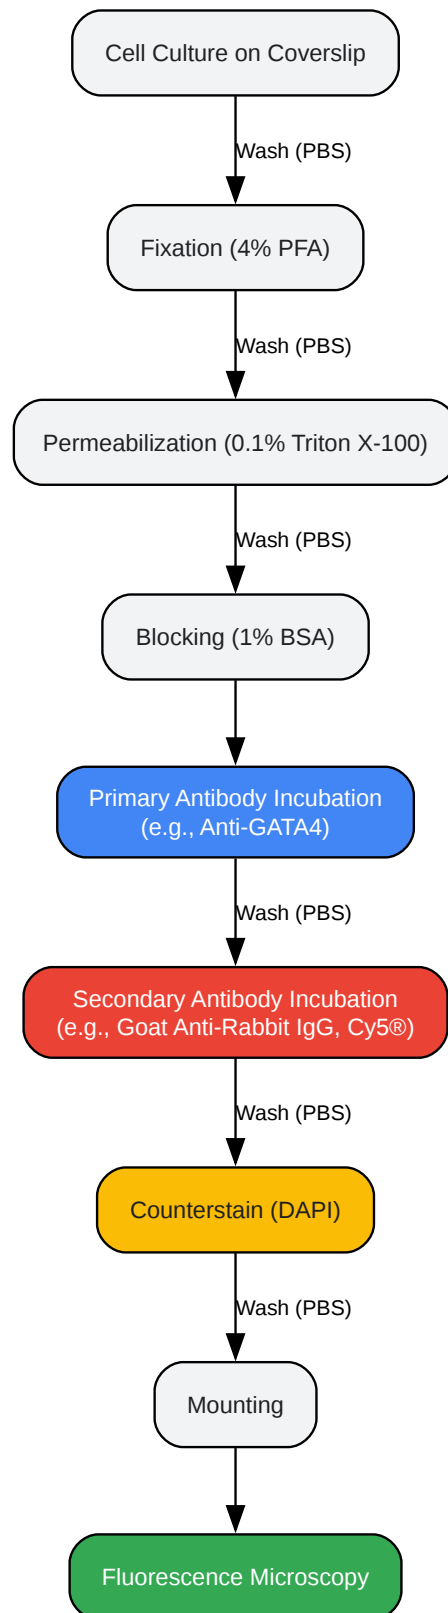 Cell Culture on Coverslip
Wash (PBS)
Fixation (4% PFA)
Wash (PBS)
Permeabilization (0.1% Triton X-100)
Wash (PBS)
Blocking (1% BSA)
Primary Antibody Incubation
(e.g., Anti-GATA4)
Wash (PBS)
Secondary Antibody Incubation
(e.g., Goat Anti-Rabbit IgG, Cy5®)
Wash (PBS)
Counterstain (DAPI)
Wash (PBS)
Mounting
Fluorescence Microscopy